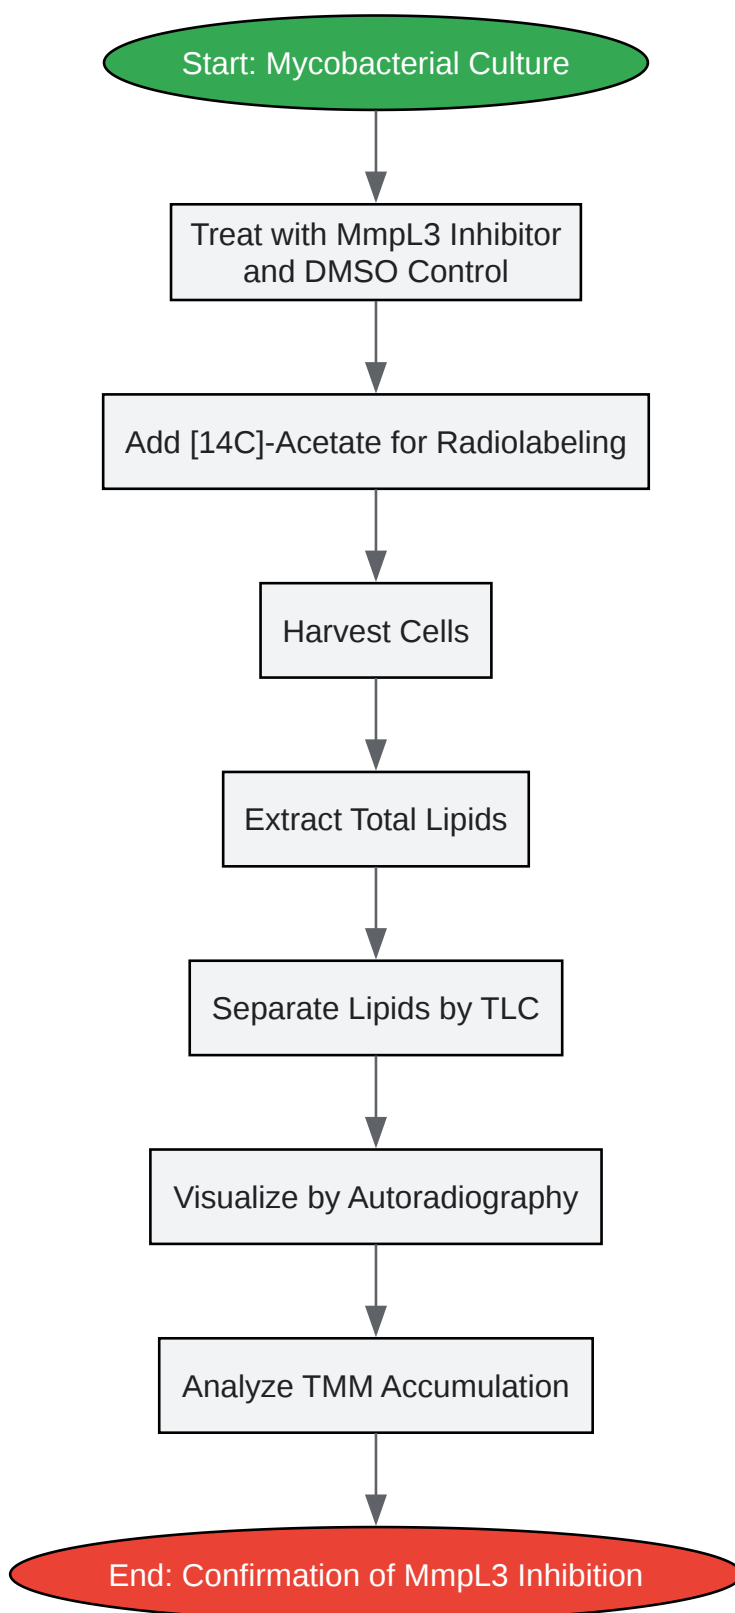 Start: Mycobacterial Culture
Treat with MmpL3 Inhibitor
and DMSO Control
Add [14C]-Acetate for Radiolabeling
Harvest Cells
Extract Total Lipids
Separate Lipids by TLC
Visualize by Autoradiography
Analyze TMM Accumulation
End: Confirmation of MmpL3 Inhibition